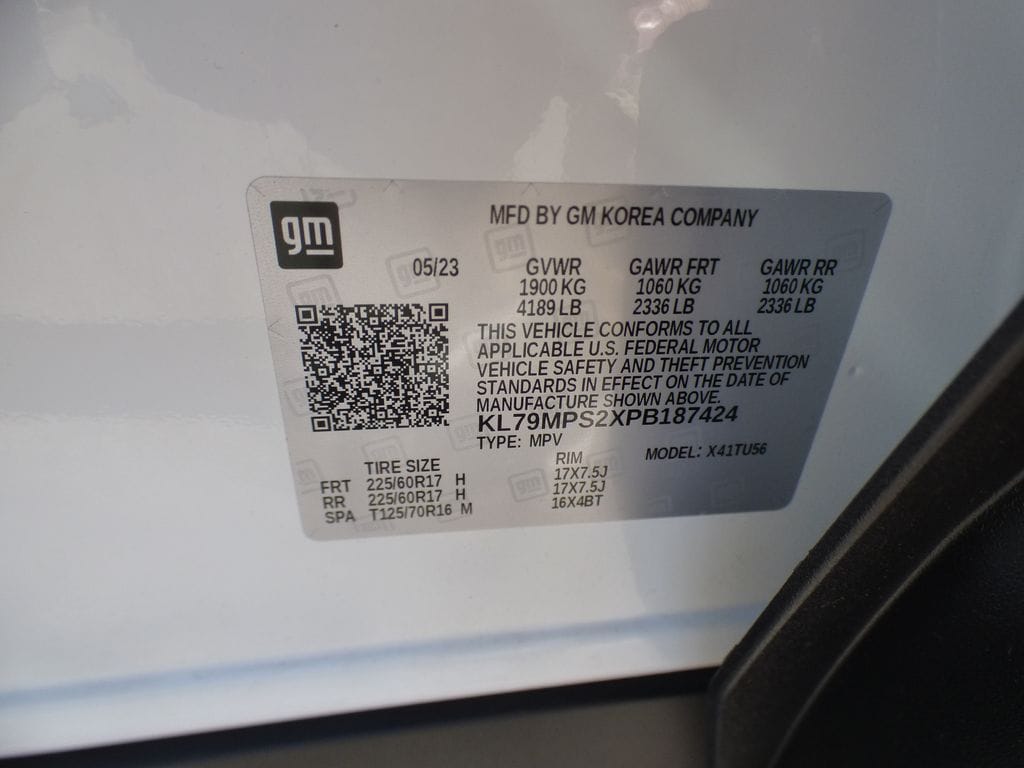 gm
MFD BY GM KOREA COMPANY
05/23 GVWR GAWR FRT GAWR RR
1900 KG 1060 KG 1060 KG
4189 LB 2336 LB 2336 LB
THIS VEHICLE CONFORMS TO ALL
APPLICABLE U.S. FEDERAL MOTOR
VEHICLE SAFETY AND THEFT PREVENTION
STANDARDS IN EFFECT ON THE DATE OF
MANUFACTURE SHOWN ABOVE.
KL79MPS2XPB187424
TYPE: MPV MODEL: X41TU56
TIRE SIZE RIM
FRT 225/60R17 H 17X7.5J
RR 225/60R17 H 17X7.5J
SPA T125/70R16 M 16X4BT